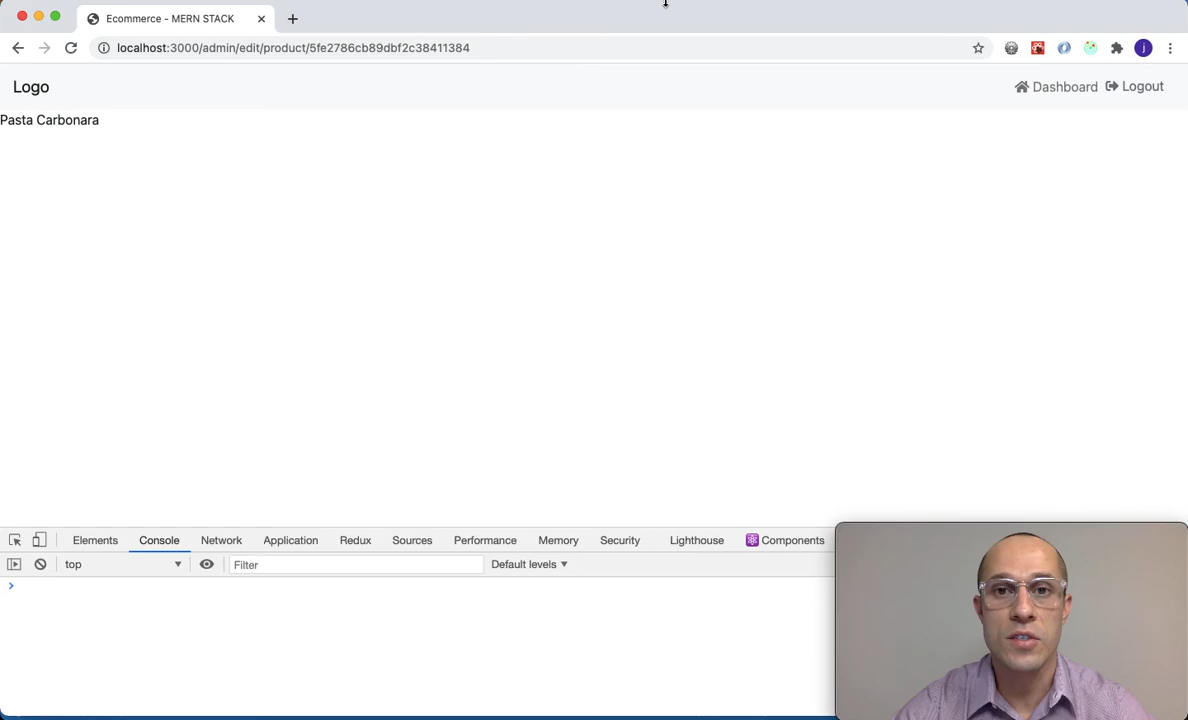 Ecommerce - MERN STACK
localhost:3000/admin/edit/product/5fe2786cb89dbf2c38411384
j
Logo
Dashboard
Logout
Pasta Carbonara
Elements
Console
Network
Application
Redux
Sources
Performance
Memory
Security
Lighthouse
Components
top
Filter
Default levels